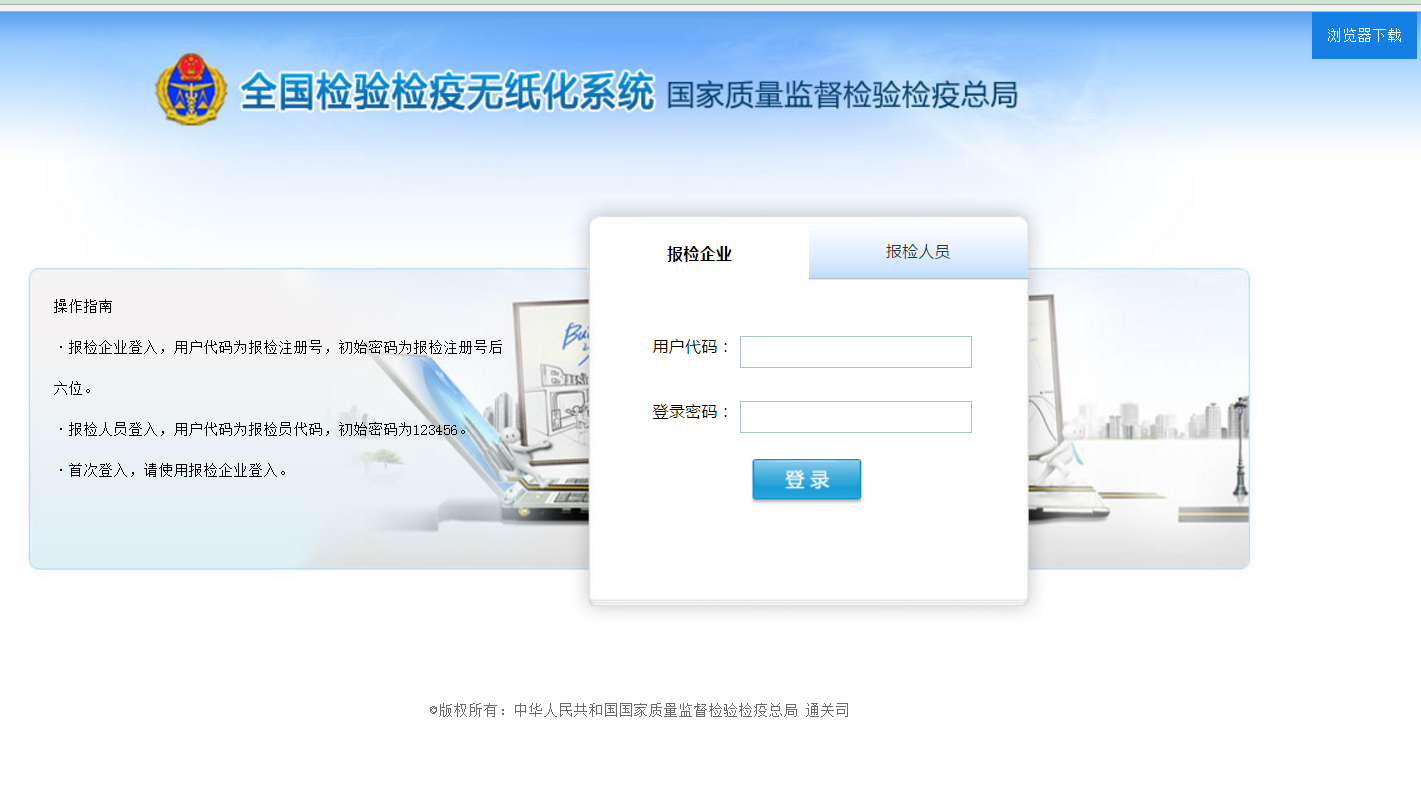 浏览器下载
全国检验检疫无纸化系统 国家质量监督检验检疫总局
报检企业
报检人员
操作指南
·报检企业登入，用户代码为报检注册号，初始密码为报检注册号后
六位。
·报检人员登入，用户代码为报检员代码，初始密码为123456。
·首次登入，请使用报检企业登入。
用户代码：
登录密码：
登 录
©版权所有：中华人民共和国国家质量监督检验检疫总局 通关司